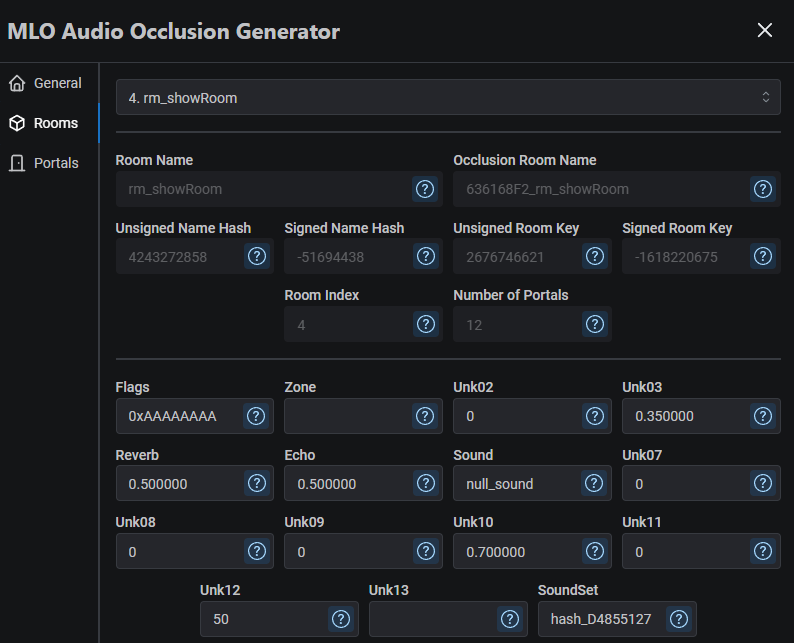 MLO Audio Occlusion Generator
General
Rooms
Portals
4. rm_showRoom
Room Name Occlusion Room Name
rm_showRoom 636168F2_rm_showRoom
Unsigned Name Hash Signed Name Hash Unsigned Room Key Signed Room Key
4243272858 -51694438 2676746621 -1618220675
Room Index Number of Portals
4 12
Flags Zone Unk02 Unk03
0xAAAAAAAA 0 0.350000
Reverb Echo Sound Unk07
0.500000 0.500000 null_sound 0
Unk08 Unk09 Unk10 Unk11
0 0 0.700000 0
Unk12 Unk13 SoundSet
50 hash_D4855127